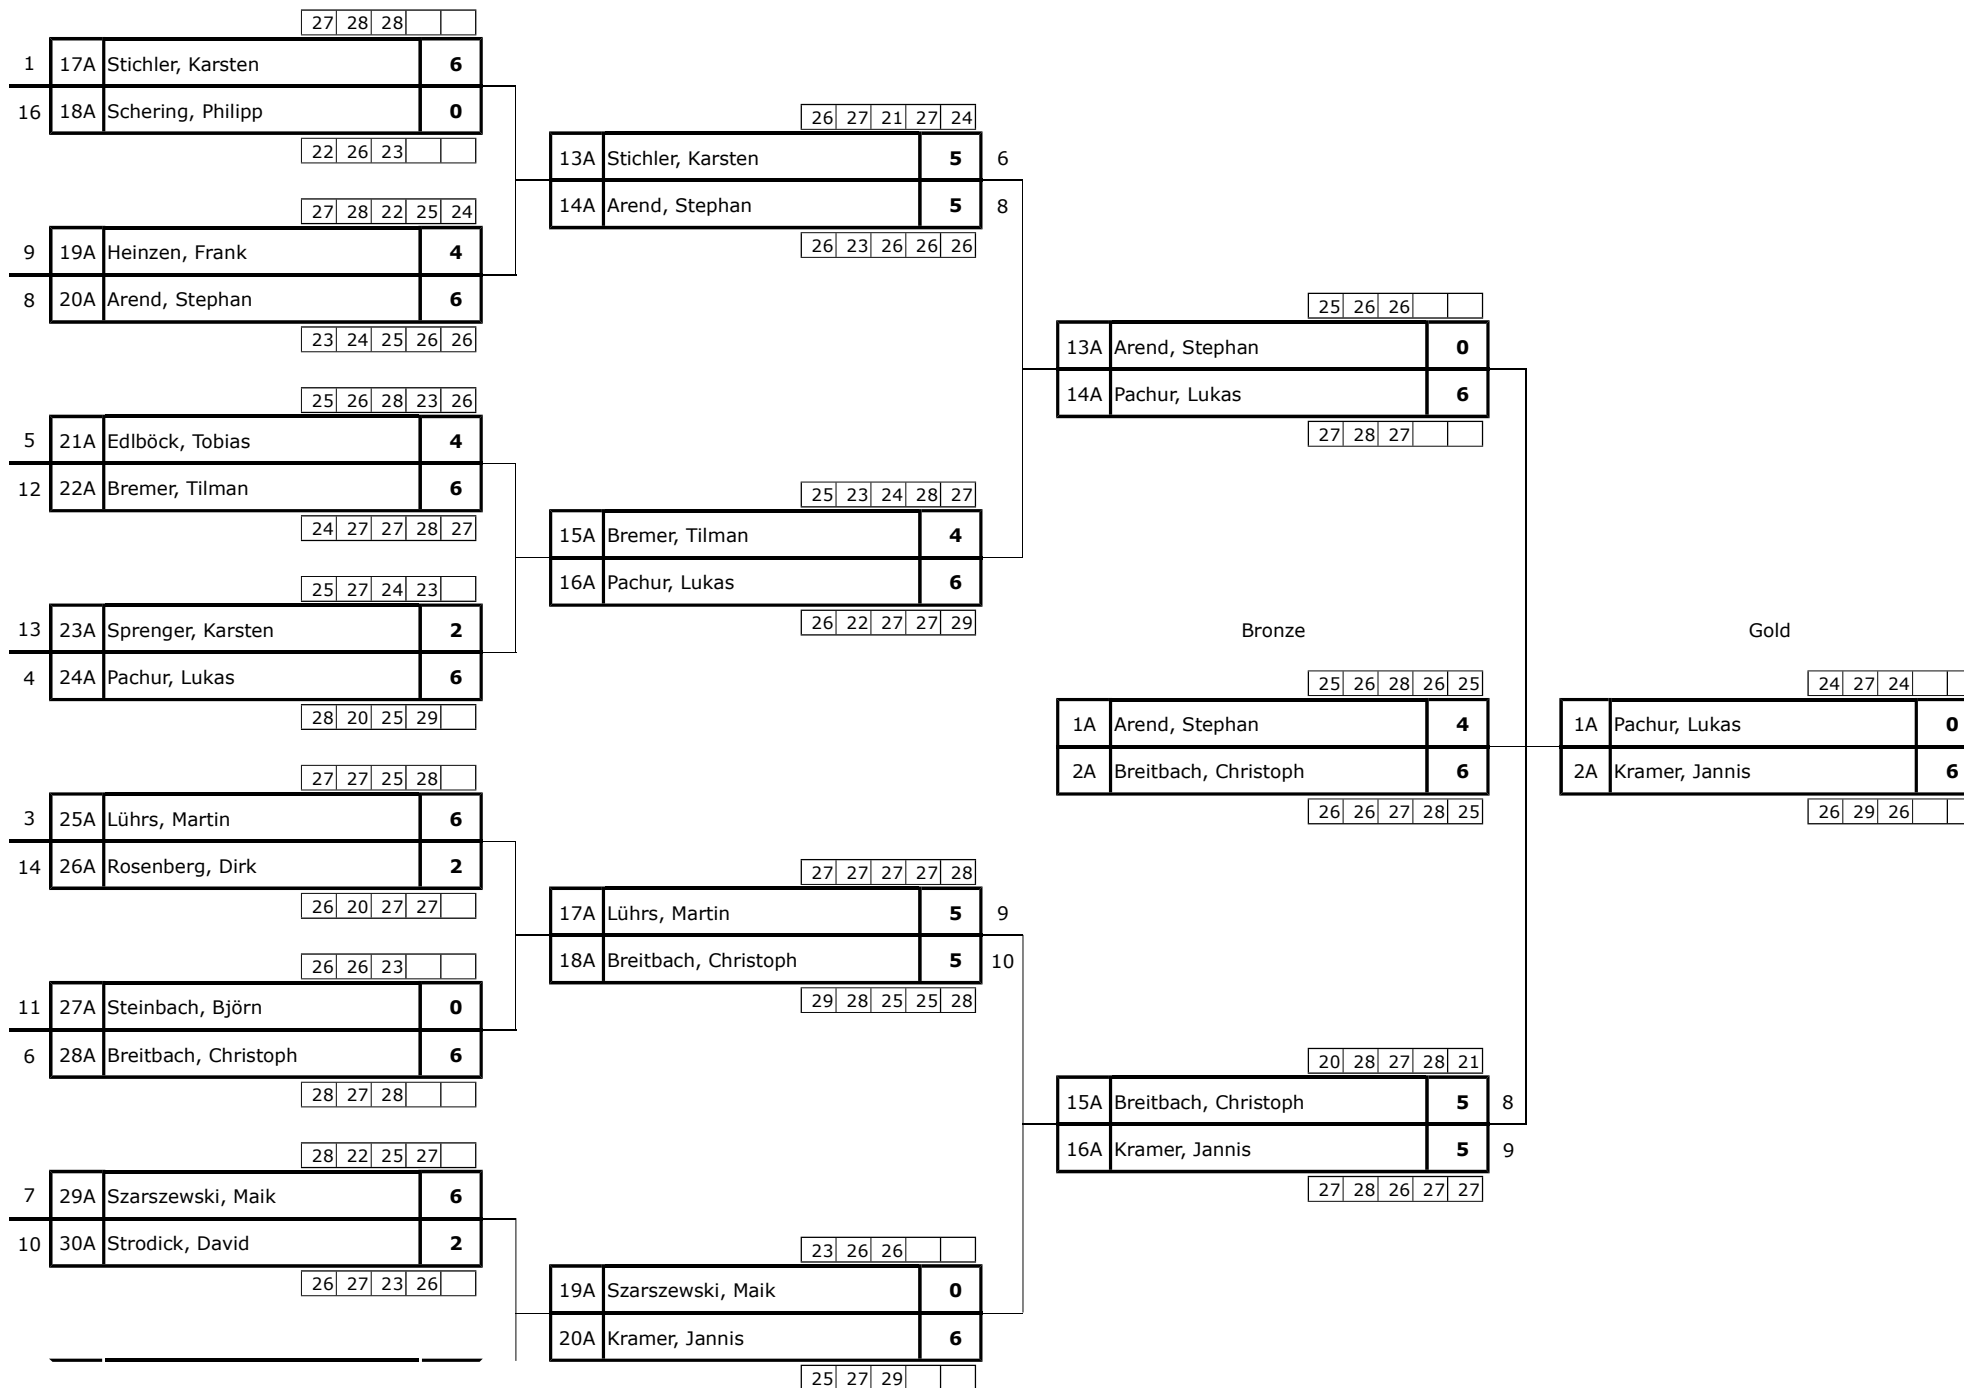 27 28 28
1 17A Stichler, Karsten 6
16 18A Schering, Philipp 0
22 26 23
27 28 22 25 24
9 19A Heinzen, Frank 4
8 20A Arend, Stephan 6
23 24 25 26 26
25 26 28 23 26
5 21A Edlböck, Tobias 4
12 22A Bremer, Tilman 6
24 27 27 28 27
25 27 24 23
13 23A Sprenger, Karsten 2
4 24A Pachur, Lukas 6
28 20 25 29
27 27 25 28
3 25A Lührs, Martin 6
14 26A Rosenberg, Dirk 2
26 20 27 27
26 26 23
11 27A Steinbach, Björn 0
6 28A Breitbach, Christoph 6
28 27 28
28 22 25 27
7 29A Szarszewski, Maik 6
10 30A Strodick, David 2
26 27 23 26
26 27 21 27 24
13A Stichler, Karsten 5 6
14A Arend, Stephan 5 8
26 23 26 26 26
25 23 24 28 27
15A Bremer, Tilman 4
16A Pachur, Lukas 6
26 22 27 27 29
27 27 27 27 28
17A Lührs, Martin 5 9
18A Breitbach, Christoph 5 10
29 28 25 25 28
23 26 26
19A Szarszewski, Maik 0
20A Kramer, Jannis 6
25 27 29
25 26 26
13A Arend, Stephan 0
14A Pachur, Lukas 6
27 28 27
Bronze
25 26 28 26 25
1A Arend, Stephan 4
2A Breitbach, Christoph 6
26 26 27 28 25
20 28 27 28 21
15A Breitbach, Christoph 5 8
16A Kramer, Jannis 5 9
27 28 26 27 27
Gold
24 27 24
1A Pachur, Lukas 0
2A Kramer, Jannis 6
26 29 26